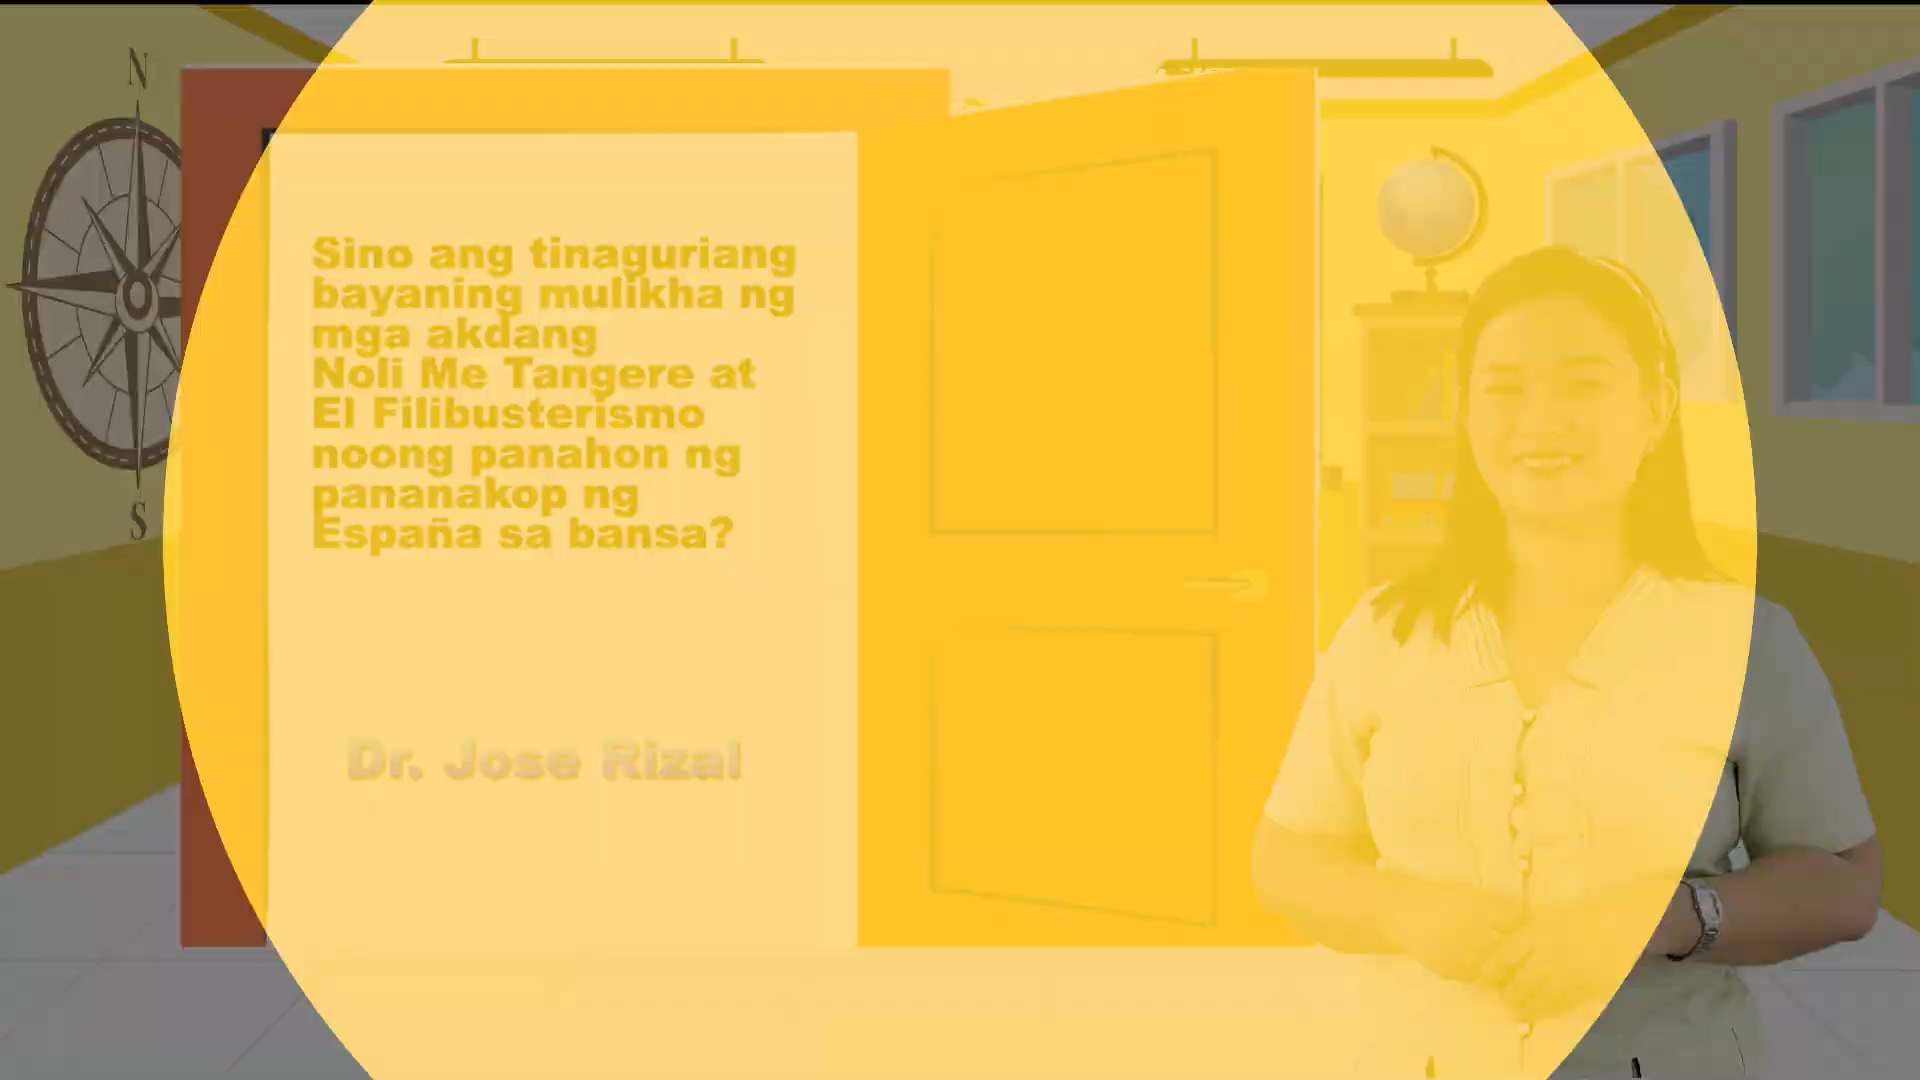 N
Sino ang tinaguriang
bayaning mulikha ng
mga akdang
Noli Me Tangere at
El Filibusterismo
noong panahon ng
pananakop ng
España sa bansa?
S
Dr. Jose Rizal